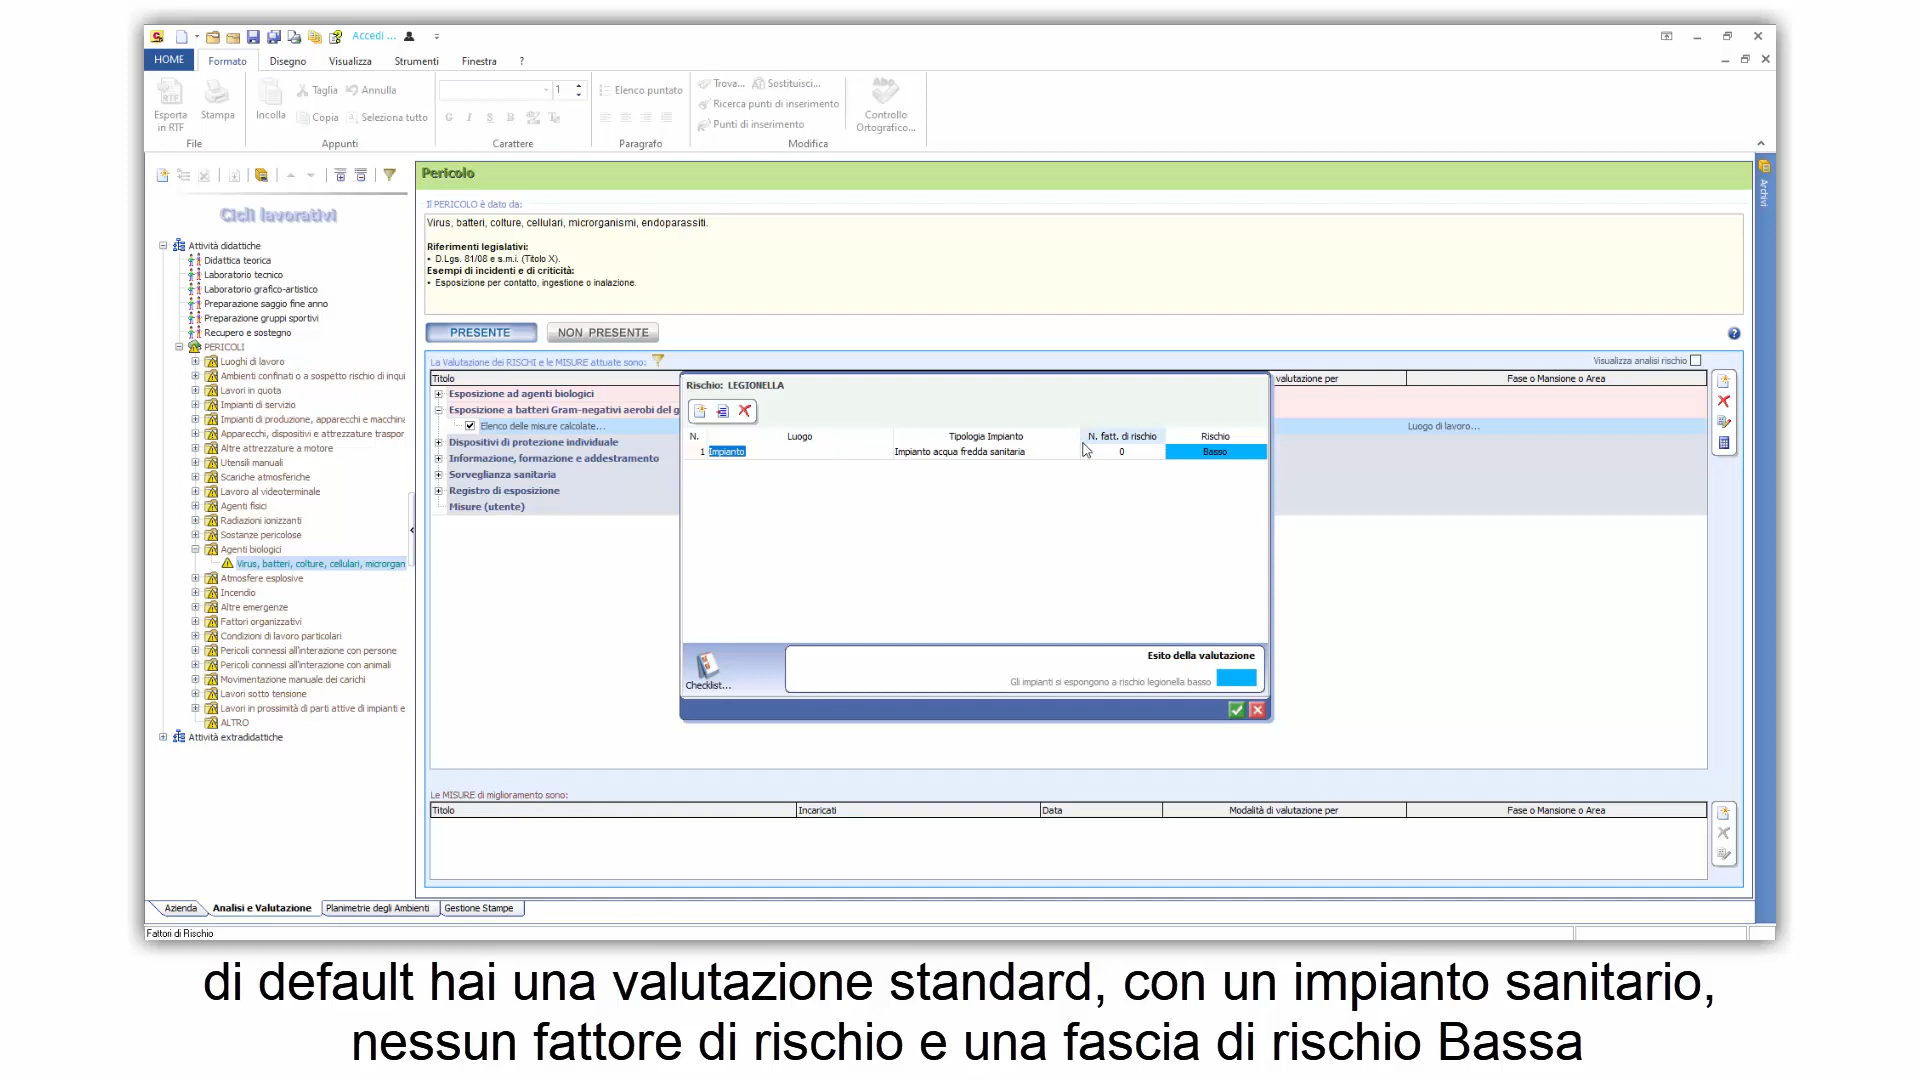 Accedi ...
HOME
Formato
Disegno
Visualizza
Strumenti
Finestra
?
Esporta
in RTF
Stampa
File
Incolla
Taglia
Annulla
Copia
Seleziona tutto
Appunti
1
Carattere
Elenco puntato
Paragrafo
Trova...
Sostituisci...
Ricerca punti di inserimento
Punti di inserimento
Modifica
Controllo
Ortografico...
Cicli lavorativi
Attività didattiche
Didattica teorica
Laboratorio tecnico
Laboratorio grafico-artistico
Preparazione saggio fine anno
Preparazione gruppi sportivi
Recupero e sostegno
PERICOLI
Luoghi di lavoro
Ambienti confinati o a sospetto rischio di inqui
Lavori in quota
Impianti di servizio
Impianti di produzione, apparecchi e macchina
Apparecchi, dispositivi e attrezzature traspor
Altre attrezzature a motore
Utensili manuali
Scariche atmosferiche
Lavoro al videoterminale
Agenti fisici
Radiazioni ionizzanti
Sostanze pericolose
Agenti biologici
Virus, batteri, colture, cellulari, microrgan
Atmosfere esplosive
Incendio
Altre emergenze
Fattori organizzativi
Condizioni di lavoro particolari
Pericoli connessi all'interazione con persone
Pericoli connessi all'interazione con animali
Movimentazione manuale dei carichi
Lavori sotto tensione
Lavori in prossimità di parti attive di impianti e
ALTRO
Attività extradidattiche
Pericolo
Archivi
Il PERICOLO è dato da:
Virus, batteri, colture, cellulari, microrganismi, endoparassiti.
Riferimenti legislativi:
• D.Lgs. 81/08 e s.m.i. (Titolo X).
Esempi di incidenti e di criticità:
• Esposizione per contatto, ingestione o inalazione.
PRESENTE
NON PRESENTE
La Valutazione dei RISCHI e le MISURE attuate sono:
Visualizza analisi rischio
Titolo
valutazione per
Fase o Mansione o Area
Esposizione ad agenti biologici
Esposizione a batteri Gram-negativi aerobi del g
Elenco delle misure calcolate...
Luogo di lavoro...
Dispositivi di protezione individuale
Informazione, formazione e addestramento
Sorveglianza sanitaria
Registro di esposizione
Misure (utente)
Rischio: LEGIONELLA
N.
Luogo
Tipologia Impianto
N. fatt. di rischio
Rischio
1 Impianto
Impianto acqua fredda sanitaria
0
Basso
Checklist...
Esito della valutazione
Gli impianti si espongono a rischio legionella basso
Le MISURE di miglioramento sono:
Titolo
Incaricati
Data
Modalità di valutazione per
Fase o Mansione o Area
Azienda
Analisi e Valutazione
Planimetrie degli Ambienti
Gestione Stampe
Fattori di Rischio
di default hai una valutazione standard, con un impianto sanitario,
nessun fattore di rischio e una fascia di rischio Bassa